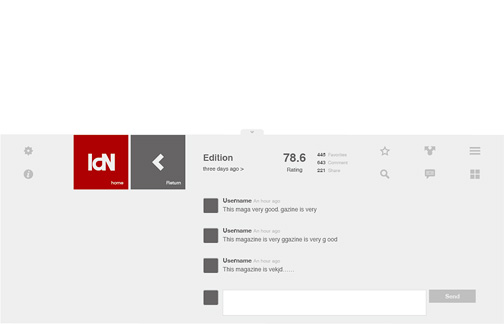 IdN
home
Return
Edition
three days ago >
78.6
Rating
445 Favorites
643 Comment
221 Share
Username An hour ago
This maga very good. gazine is very
Username An hour ago
This magazine is very ggazine is very g ood
Username An hour ago
This magazine is vekjd......
Send